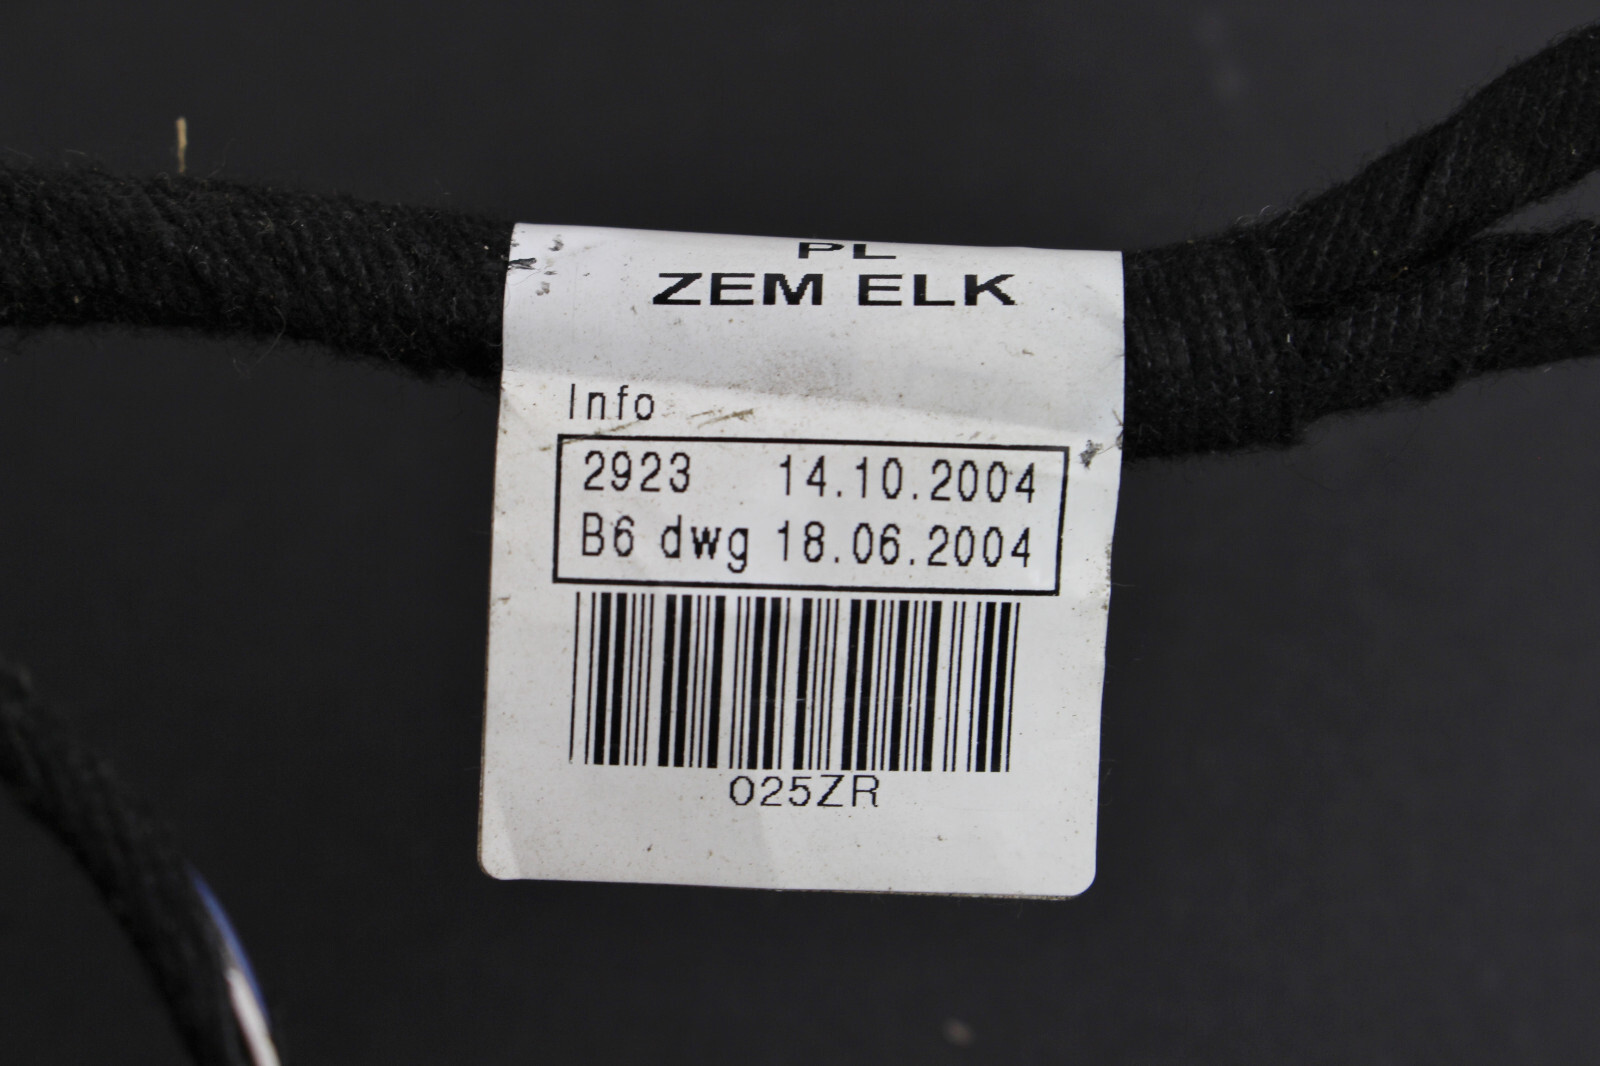 PL
ZEM ELK
Info
2923 14.10.2004
B6 dwg 18.06.2004
025ZR